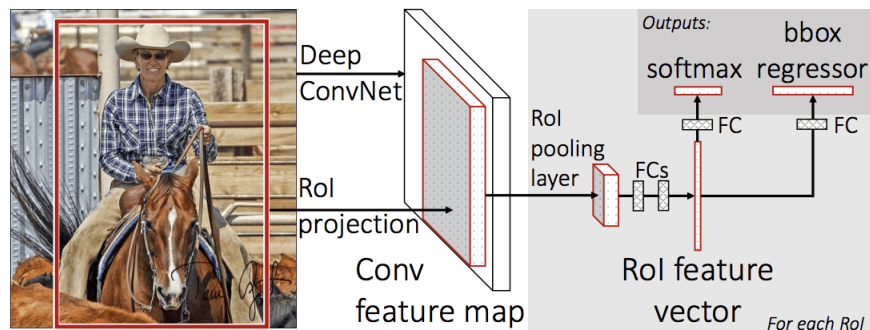 Deep
ConvNet
RoI
projection
Conv
feature map
RoI
pooling
layer
FCs
RoI feature
vector
For each RoI
Outputs:
softmax
bbox
regressor
FC
FC